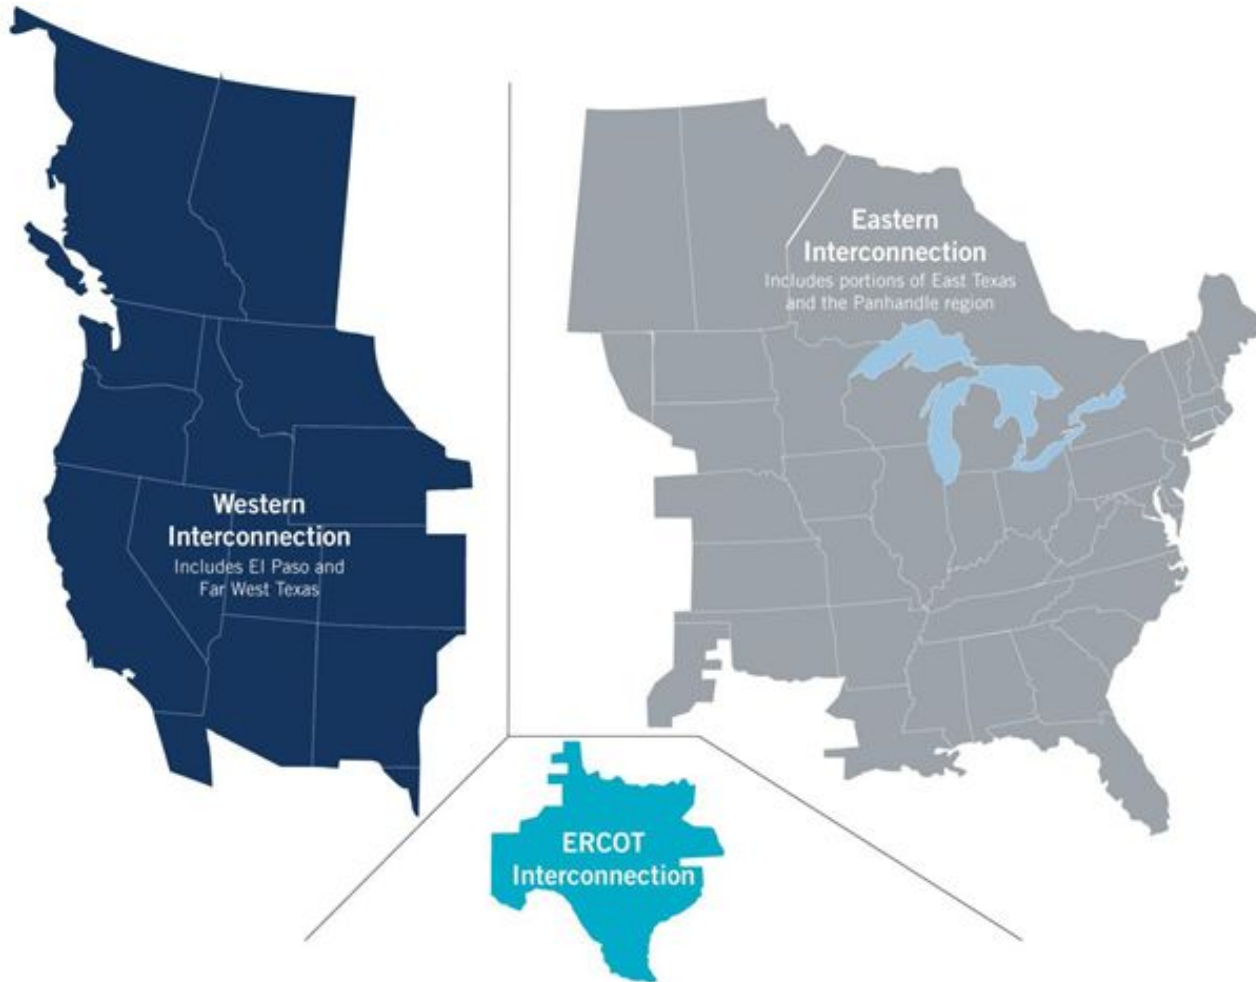 Western
Interconnection
Includes El Paso and
Far West Texas
Eastern
Interconnection
Includes portions of East Texas
and the Panhandle region
ERCOT
Interconnection